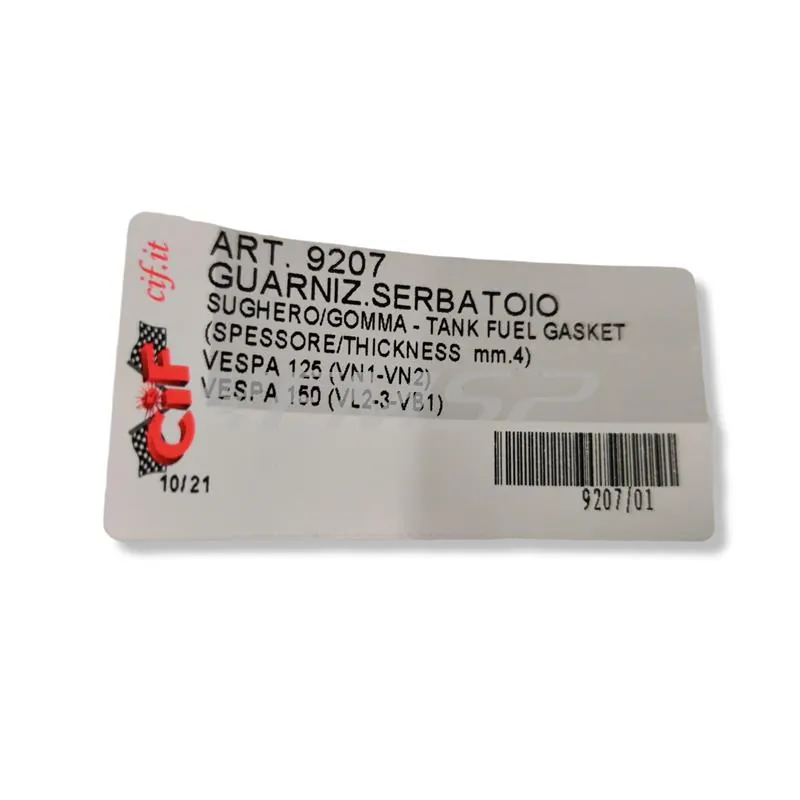 ART. 9207
GUARNIZ.SERBATOIO
SUGHERO/GOMMA - TANK FUEL GASKET
(SPESSORE/THICKNESS mm.4)
VESPA 125 (VN1-VN2)
VESPA 150 (VL2-3-VB1)
cif.it
CiF
10/21
9207/01